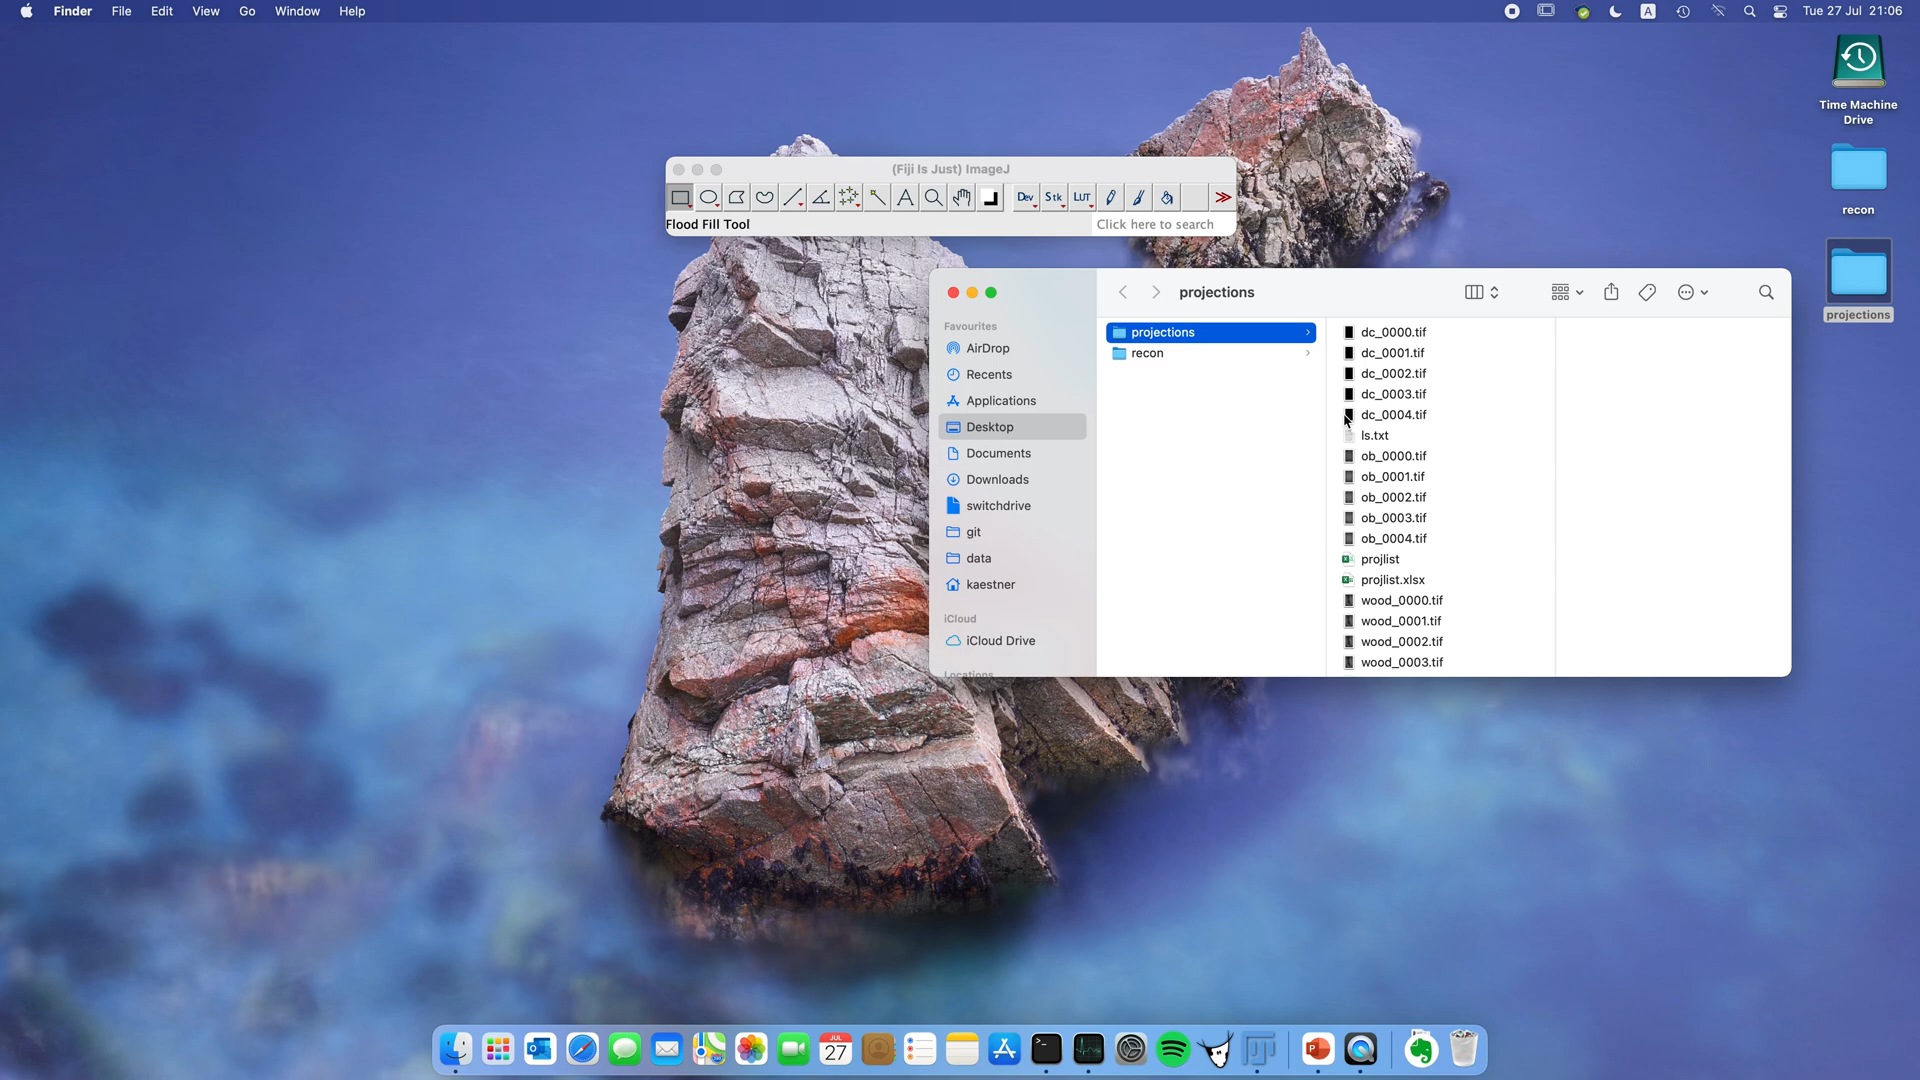 Finder File Edit View Go Window Help
A
Tue 27 Jul 21:06
Time Machine
Drive
recon
projections
(Fiji Is Just) ImageJ
Dev Stk LUT
Flood Fill Tool
Click here to search
projections
Favourites
AirDrop
Recents
Applications
Desktop
Documents
Downloads
switchdrive
git
data
kaestner
iCloud
iCloud Drive
Locations
projections
recon
dc_0000.tif
dc_0001.tif
dc_0002.tif
dc_0003.tif
dc_0004.tif
ls.txt
ob_0000.tif
ob_0001.tif
ob_0002.tif
ob_0003.tif
ob_0004.tif
projlist
projlist.xlsx
wood_0000.tif
wood_0001.tif
wood_0002.tif
wood_0003.tif
JUL
27